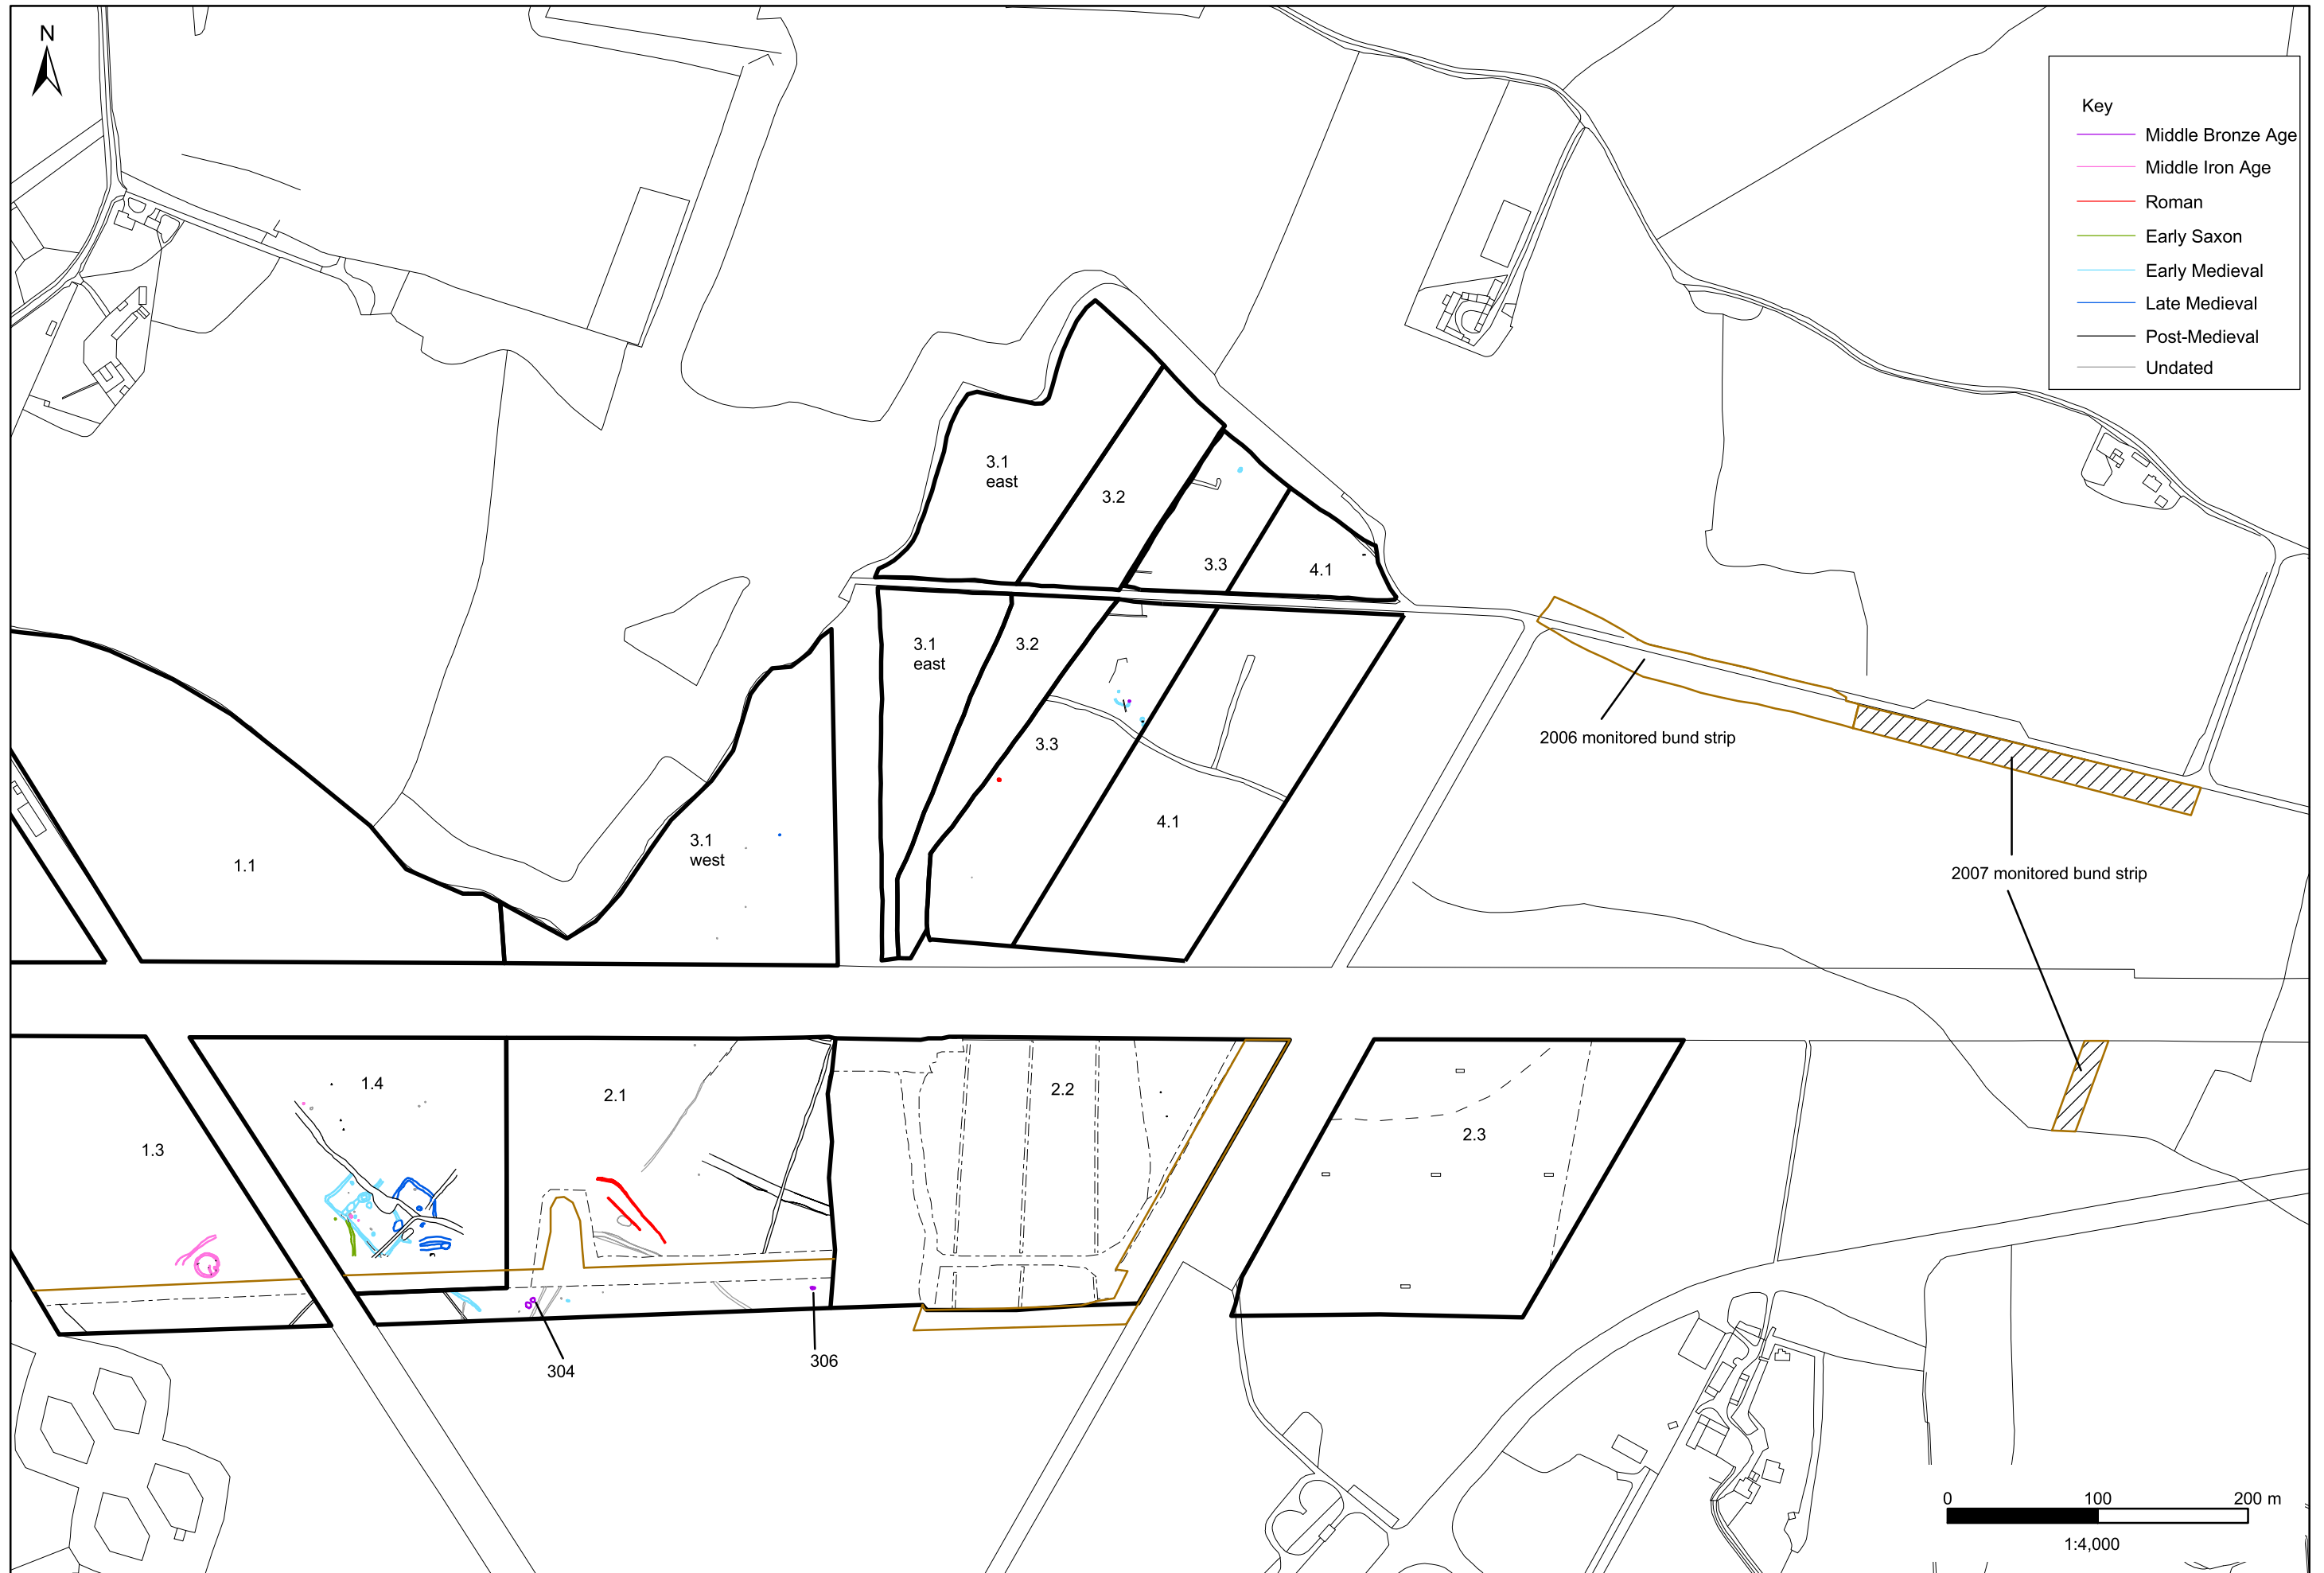 N
Key
Middle Bronze Age
Middle Iron Age
Roman
Early Saxon
Early Medieval
Late Medieval
Post-Medieval
Undated
3.1
east
3.2
3.3
4.1
3.1
east
3.2
3.3
4.1
2006 monitored bund strip
2007 monitored bund strip
1.1
3.1
west
1.3
1.4
2.1
2.2
2.3
304
306
0 100 200 m
1:4,000